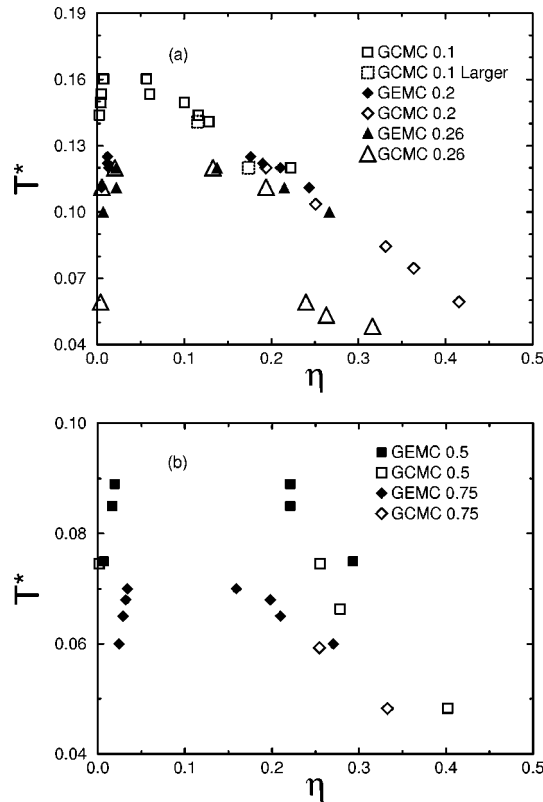 0.19
(a)
GCMC 0.1
GCMC 0.1 Larger
GEMC 0.2
GCMC 0.2
GEMC 0.26
GCMC 0.26
0.16
0.13
0.10
0.07
0.04
T*
0.0 0.1 0.2 0.3 0.4 0.5
η
0.10
(b)
GEMC 0.5
GCMC 0.5
GEMC 0.75
GCMC 0.75
0.08
0.06
0.04
T*
0.0 0.1 0.2 0.3 0.4 0.5
η